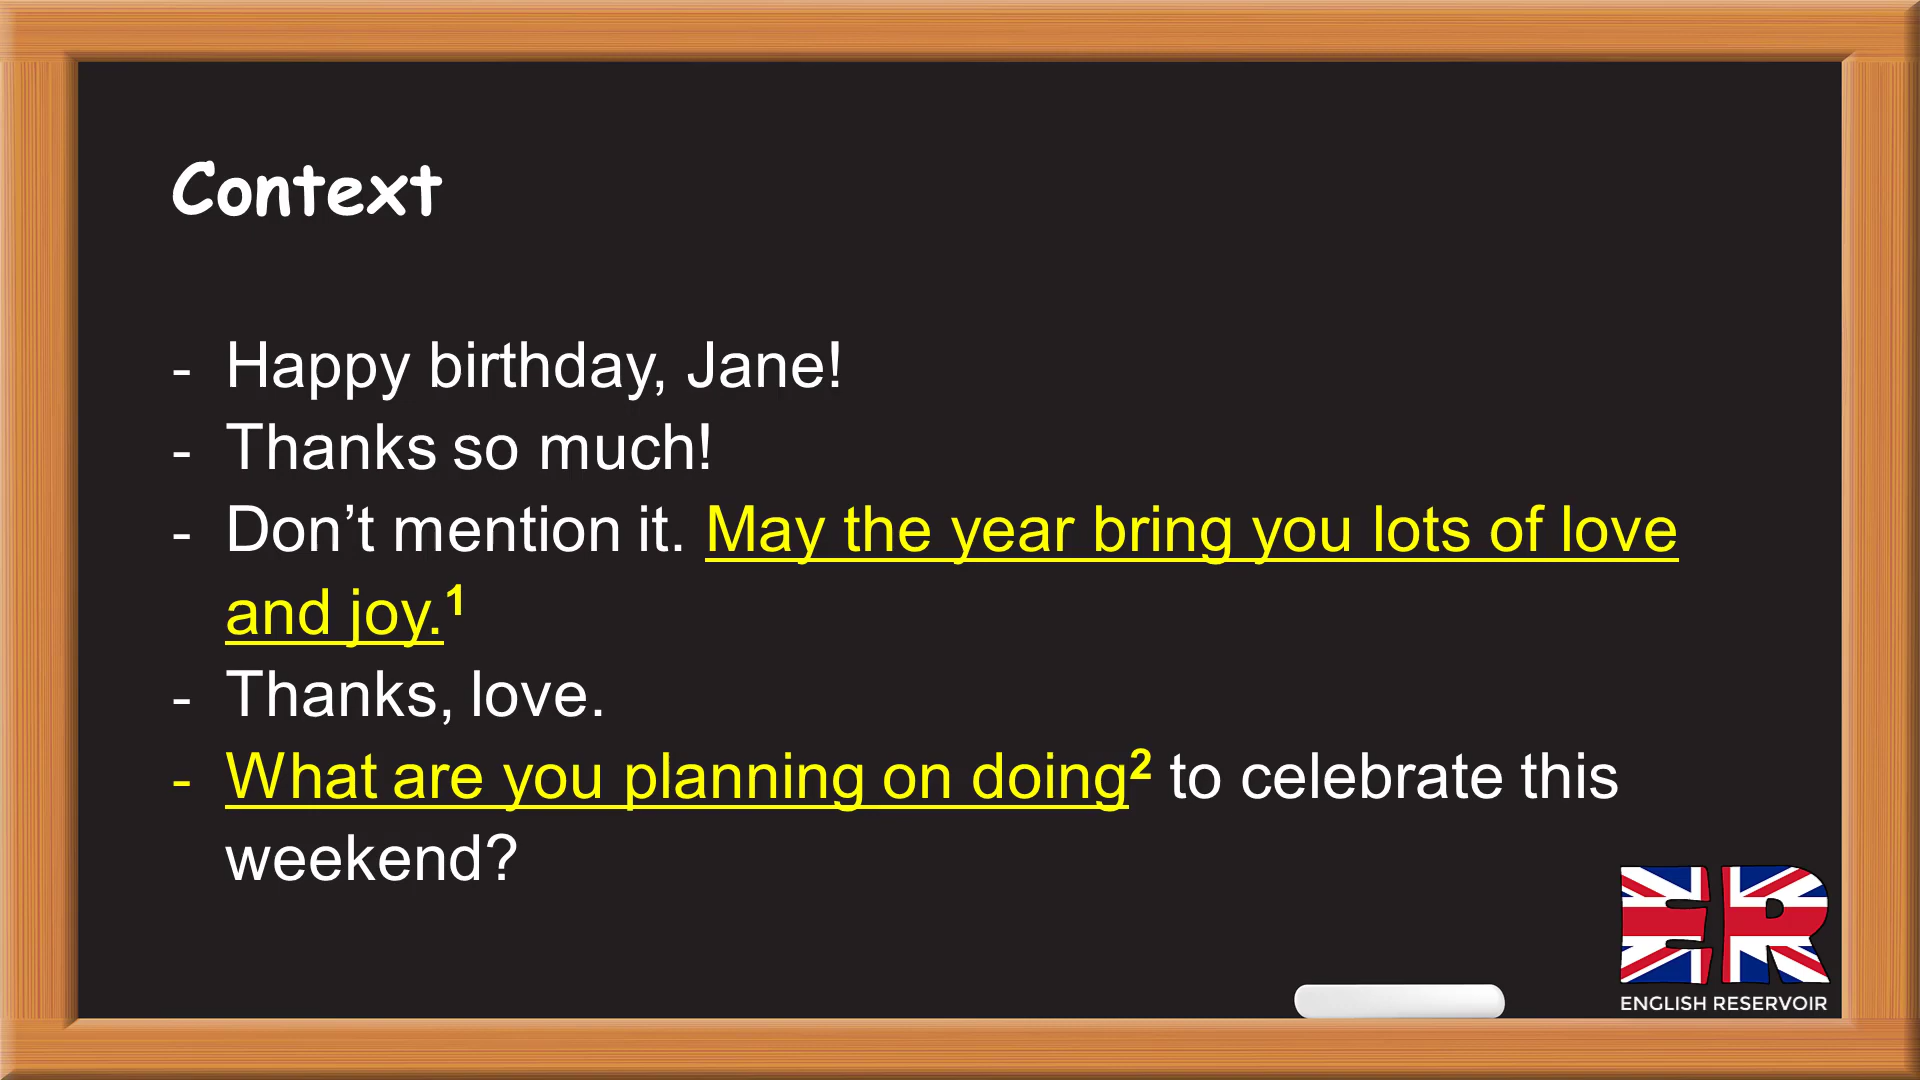 Context
- Happy birthday, Jane!
- Thanks so much!
- Don’t mention it. May the year bring you lots of love
and joy.¹
- Thanks, love.
- What are you planning on doing² to celebrate this
weekend?
ER
ENGLISH RESERVOIR